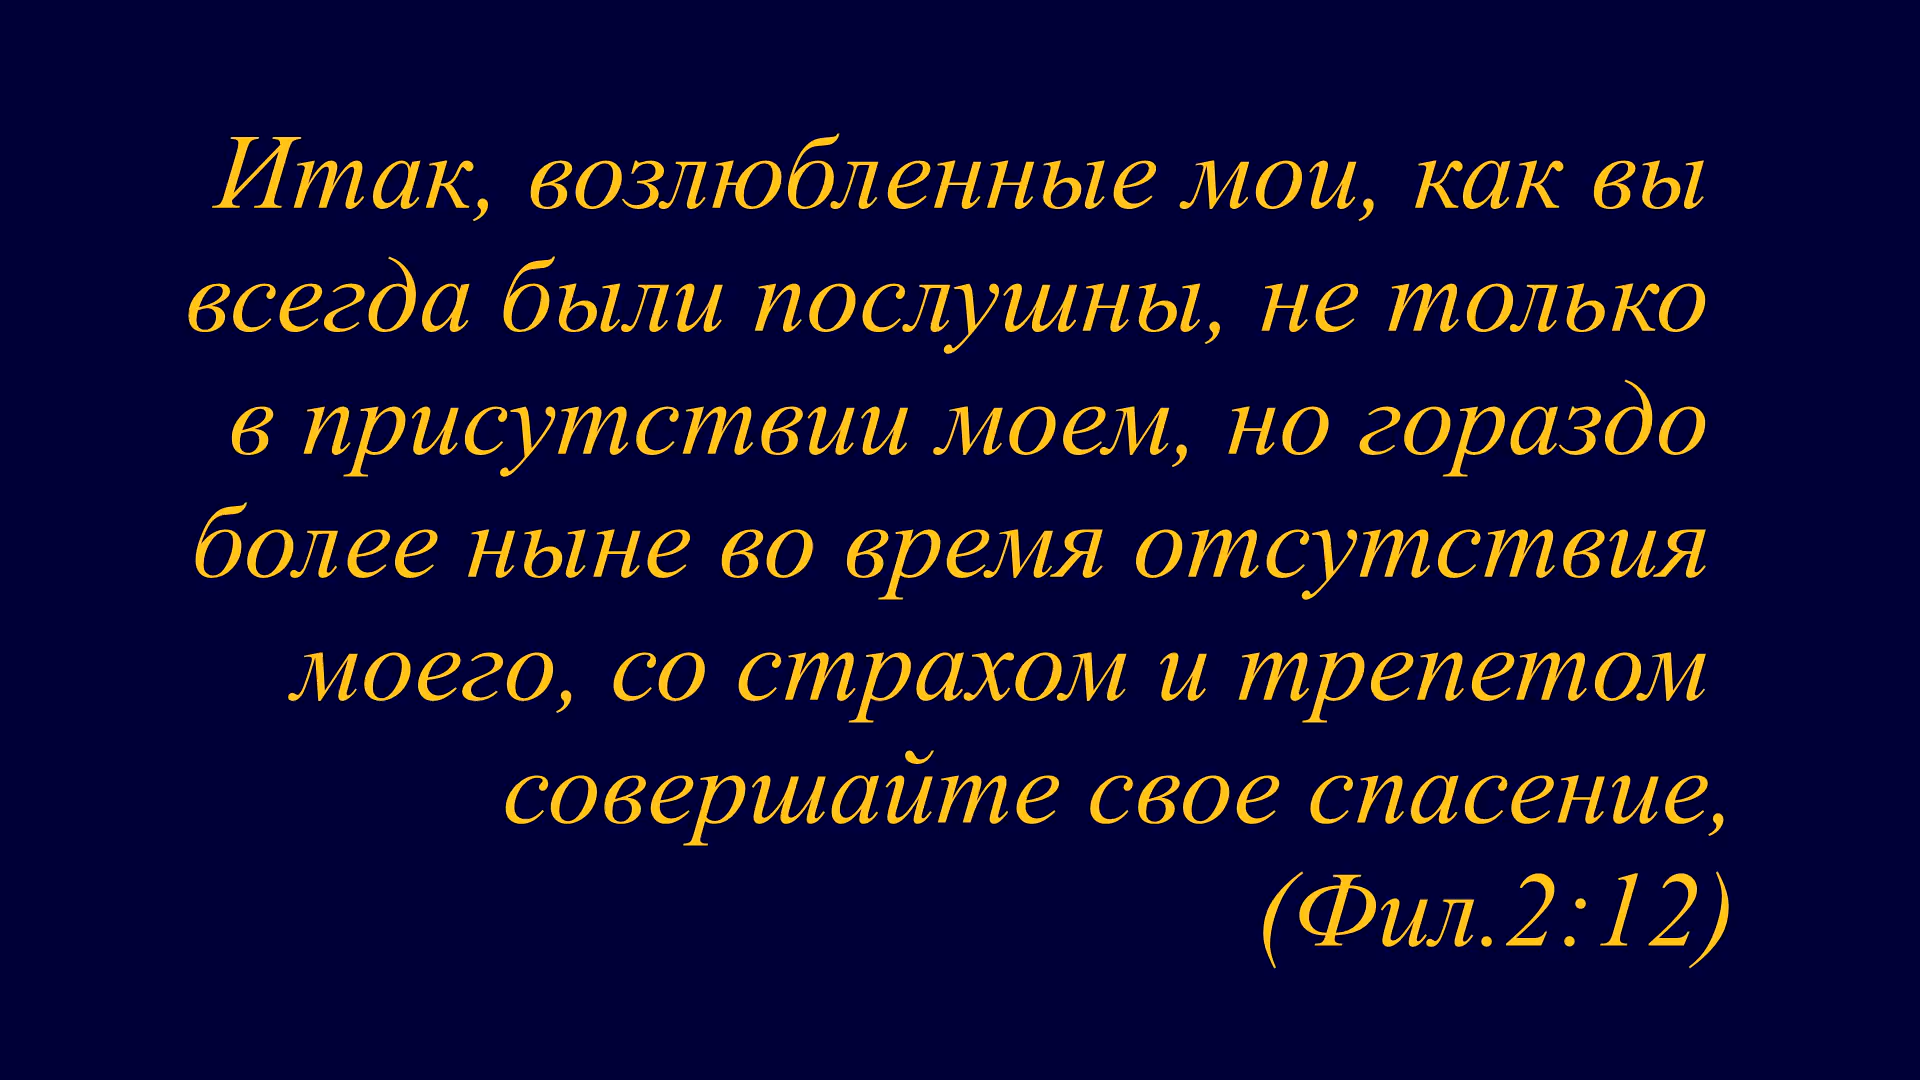 Итак, возлюбленные мои, как вы
всегда были послушны, не только
в присутствии моем, но гораздо
более ныне во время отсутствия
моего, со страхом и трепетом
совершайте свое спасение,
(Фил.2:12)